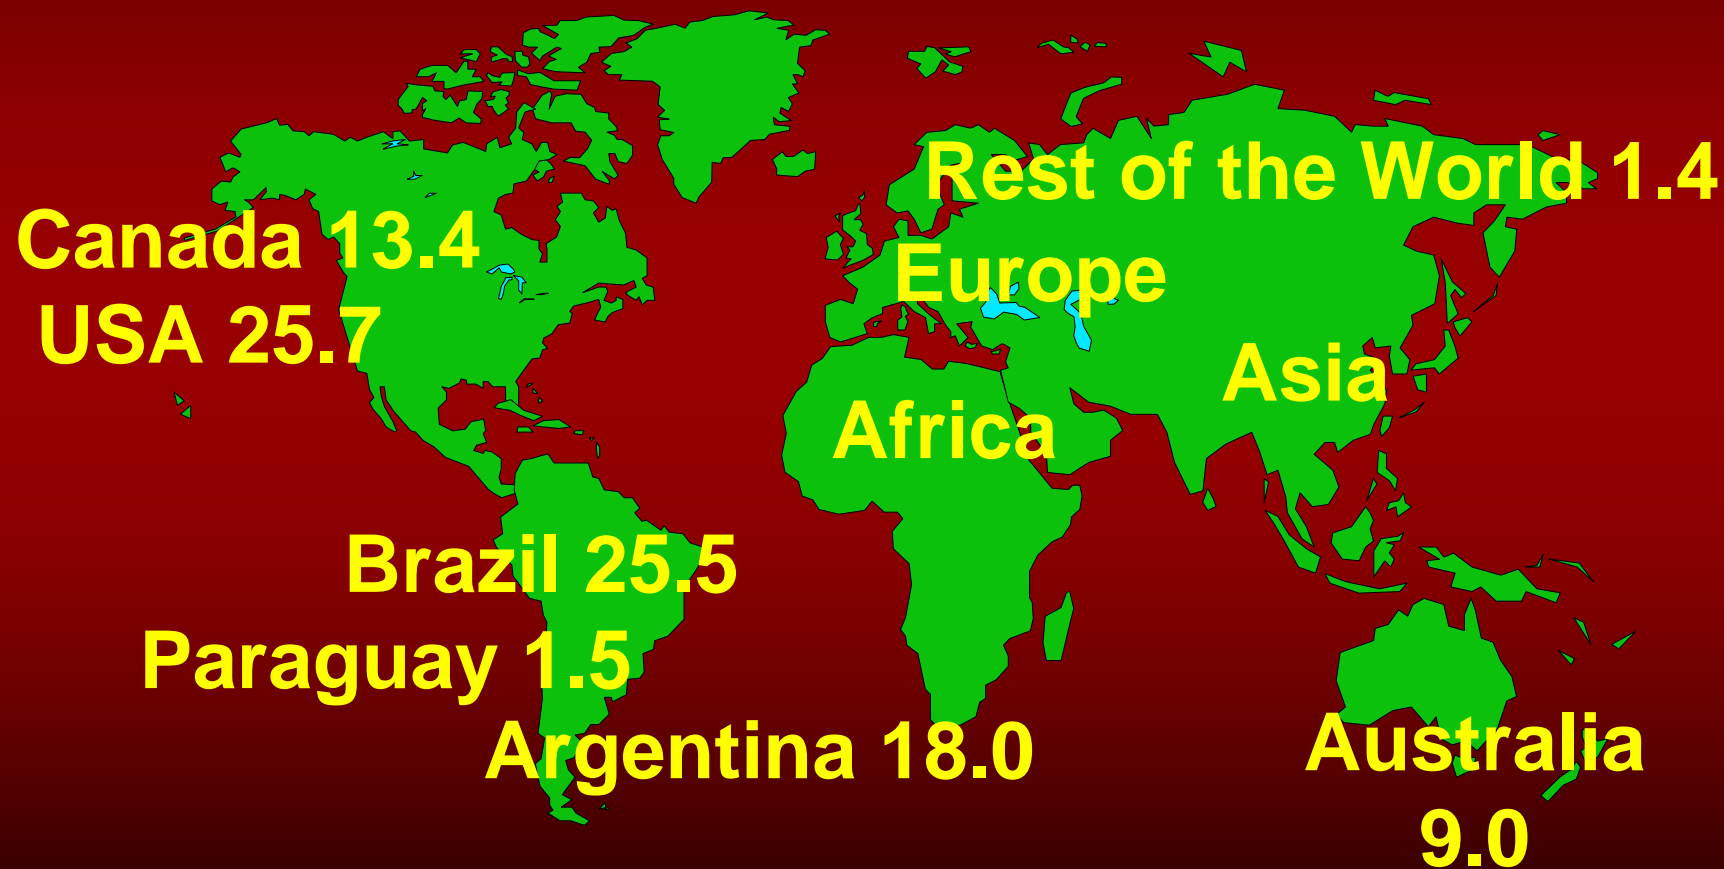 Rest of the World 1.4
Canada 13.4
Europe
USA 25.7
Asia
Africa
Brazil 25.5
Paraguay 1.5
Argentina 18.0
Australia
9.0